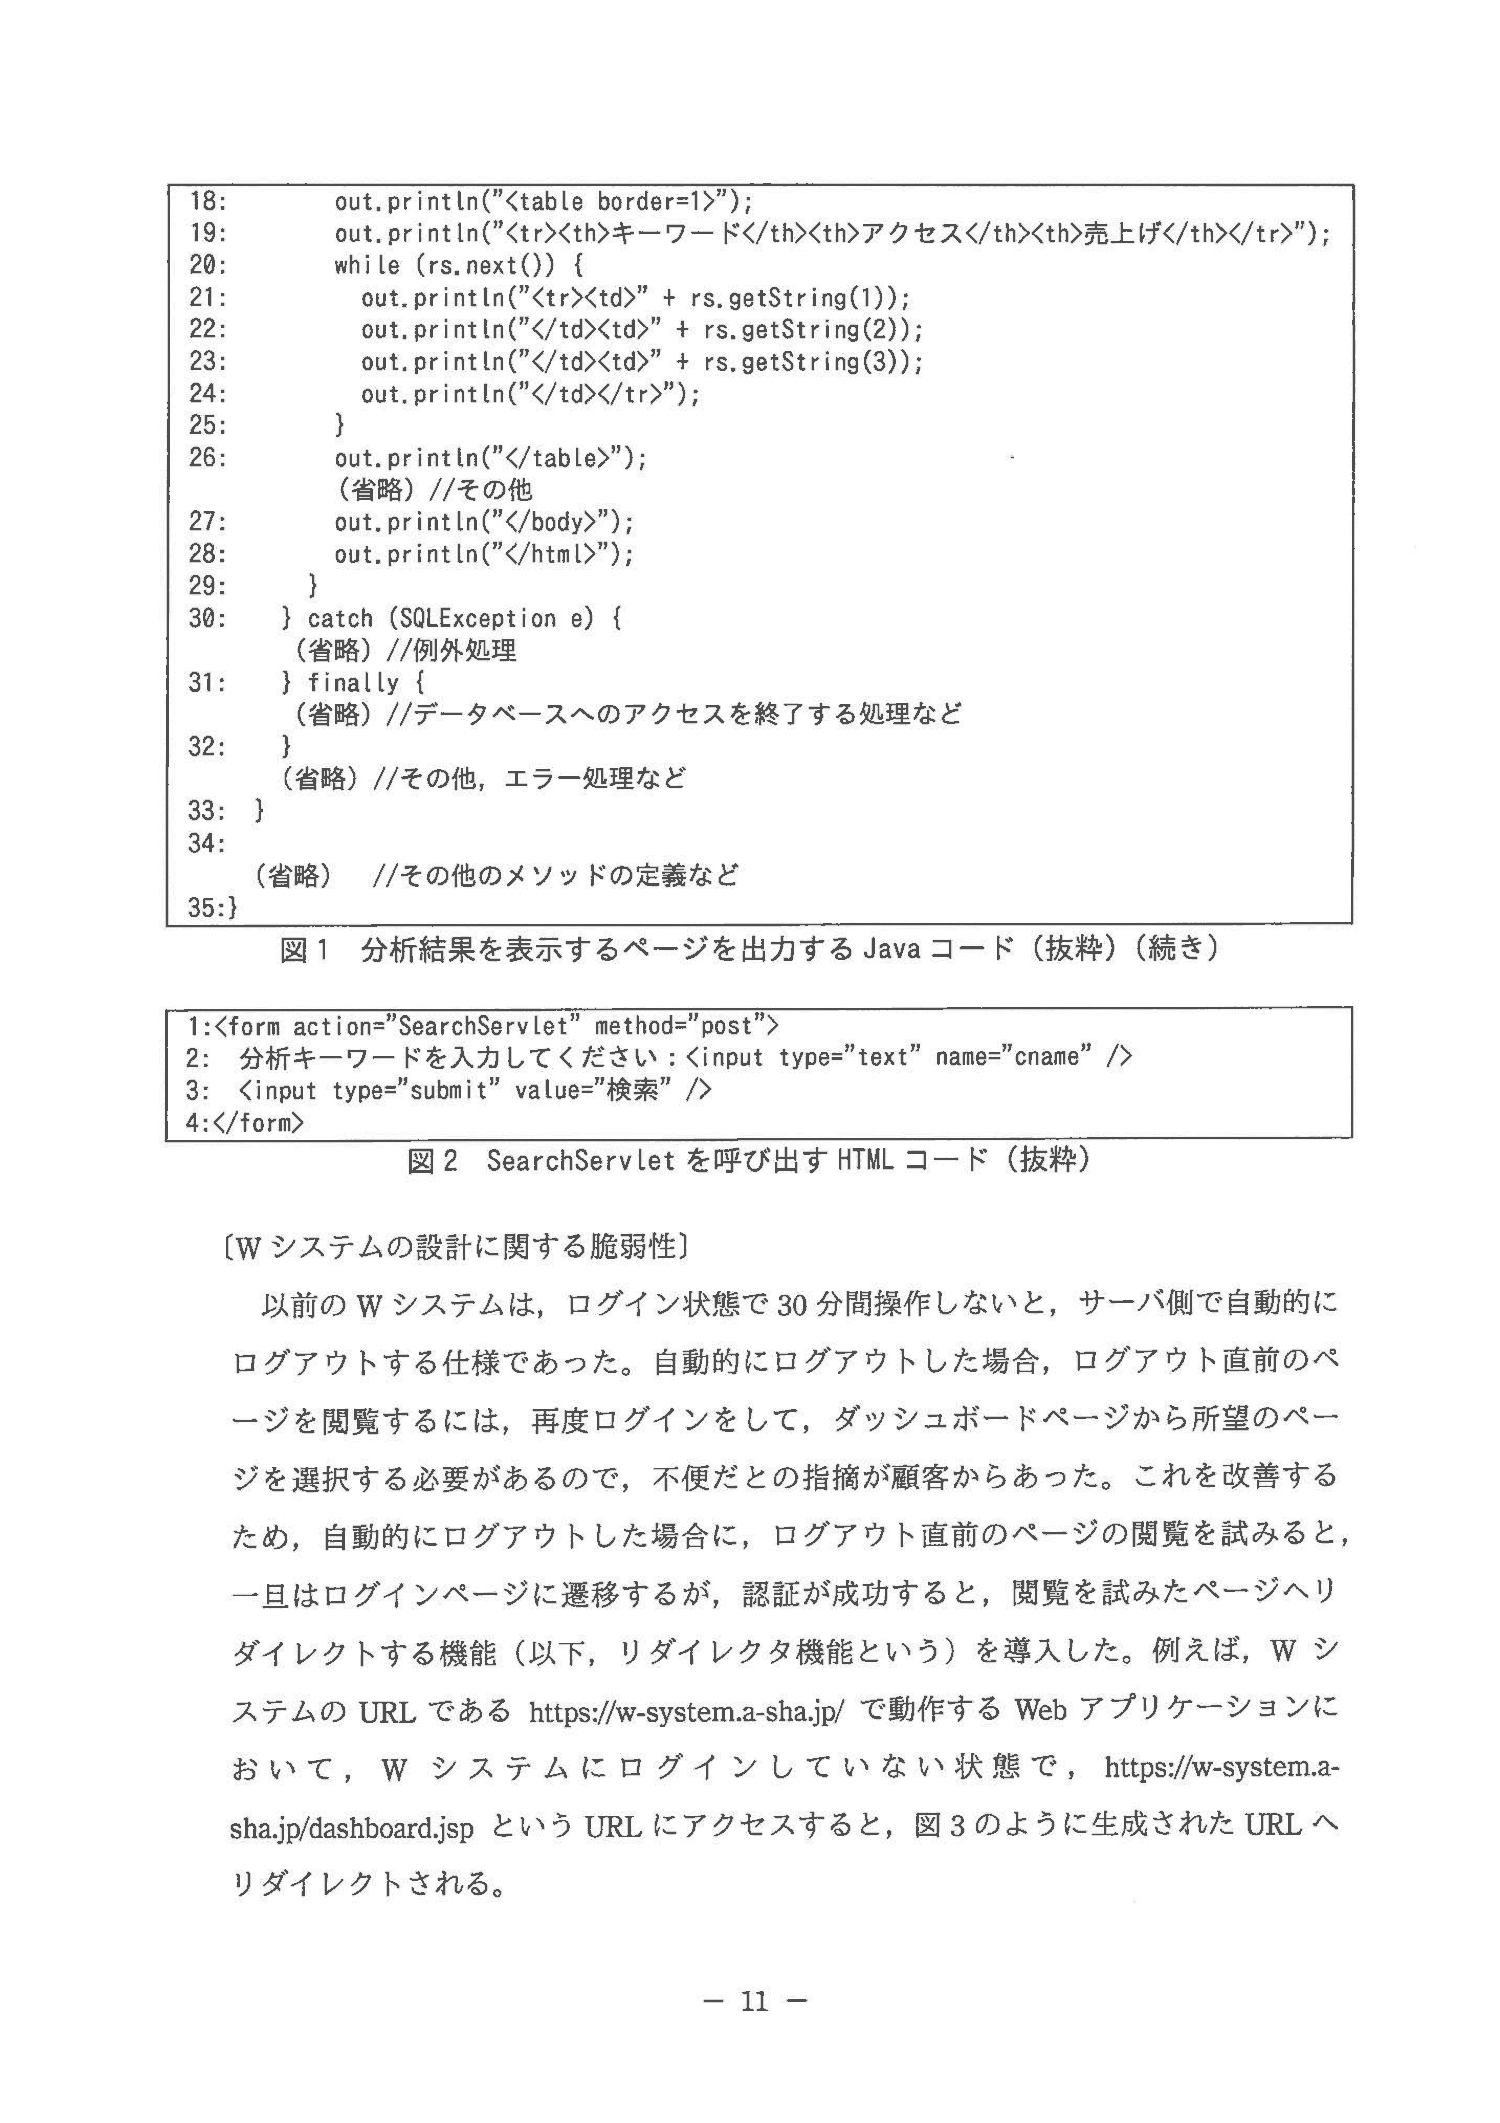 18:        out.println("<table border=1>");
19:        out.println("<tr><th>キーワード</th><th>アクセス</th><th>売上げ</th></tr>");
20:        while (rs.next()) {
21:          out.println("<tr><td>" + rs.getString(1));
22:          out.println("</td><td>" + rs.getString(2));
23:          out.println("</td><td>" + rs.getString(3));
24:          out.println("</td></tr>");
25:        }
26:        out.println("</table>");
（省略）//その他
27:        out.println("</body>");
28:        out.println("</html>");
29:      }
30:    } catch (SQLException e) {
（省略）//例外処理
31:    } finally {
（省略）//データベースへのアクセスを終了する処理など
32:    }
（省略）//その他，エラー処理など
33:  }
34:
（省略）　//その他のメソッドの定義など
35:}
図1　分析結果を表示するページを出力する Java コード（抜粋）（続き）
1:<form action="SearchServlet" method="post">
2:  分析キーワードを入力してください：<input type="text" name="cname" />
3:  <input type="submit" value="検索" />
4:</form>
図2　SearchServlet を呼び出す HTML コード（抜粋）
〔W システムの設計に関する脆弱性〕
以前の W システムは，ログイン状態で 30 分間操作しないと，サーバ側で自動的に
ログアウトする仕様であった。自動的にログアウトした場合，ログアウト直前のペ
ージを閲覧するには，再度ログインをして，ダッシュボードページから所望のペー
ジを選択する必要があるので，不便だとの指摘が顧客からあった。これを改善する
ため，自動的にログアウトした場合に，ログアウト直前のページの閲覧を試みると，
一旦はログインページに遷移するが，認証が成功すると，閲覧を試みたページへリ
ダイレクトする機能（以下，リダイレクタ機能という）を導入した。例えば，W シ
ステムの URL である https://w-system.a-sha.jp/ で動作する Web アプリケーションに
おいて，W システムにログインしていない状態で，https://w-system.a-
sha.jp/dashboard.jsp という URL にアクセスすると，図 3 のように生成された URL へ
リダイレクトされる。
－ 11 －